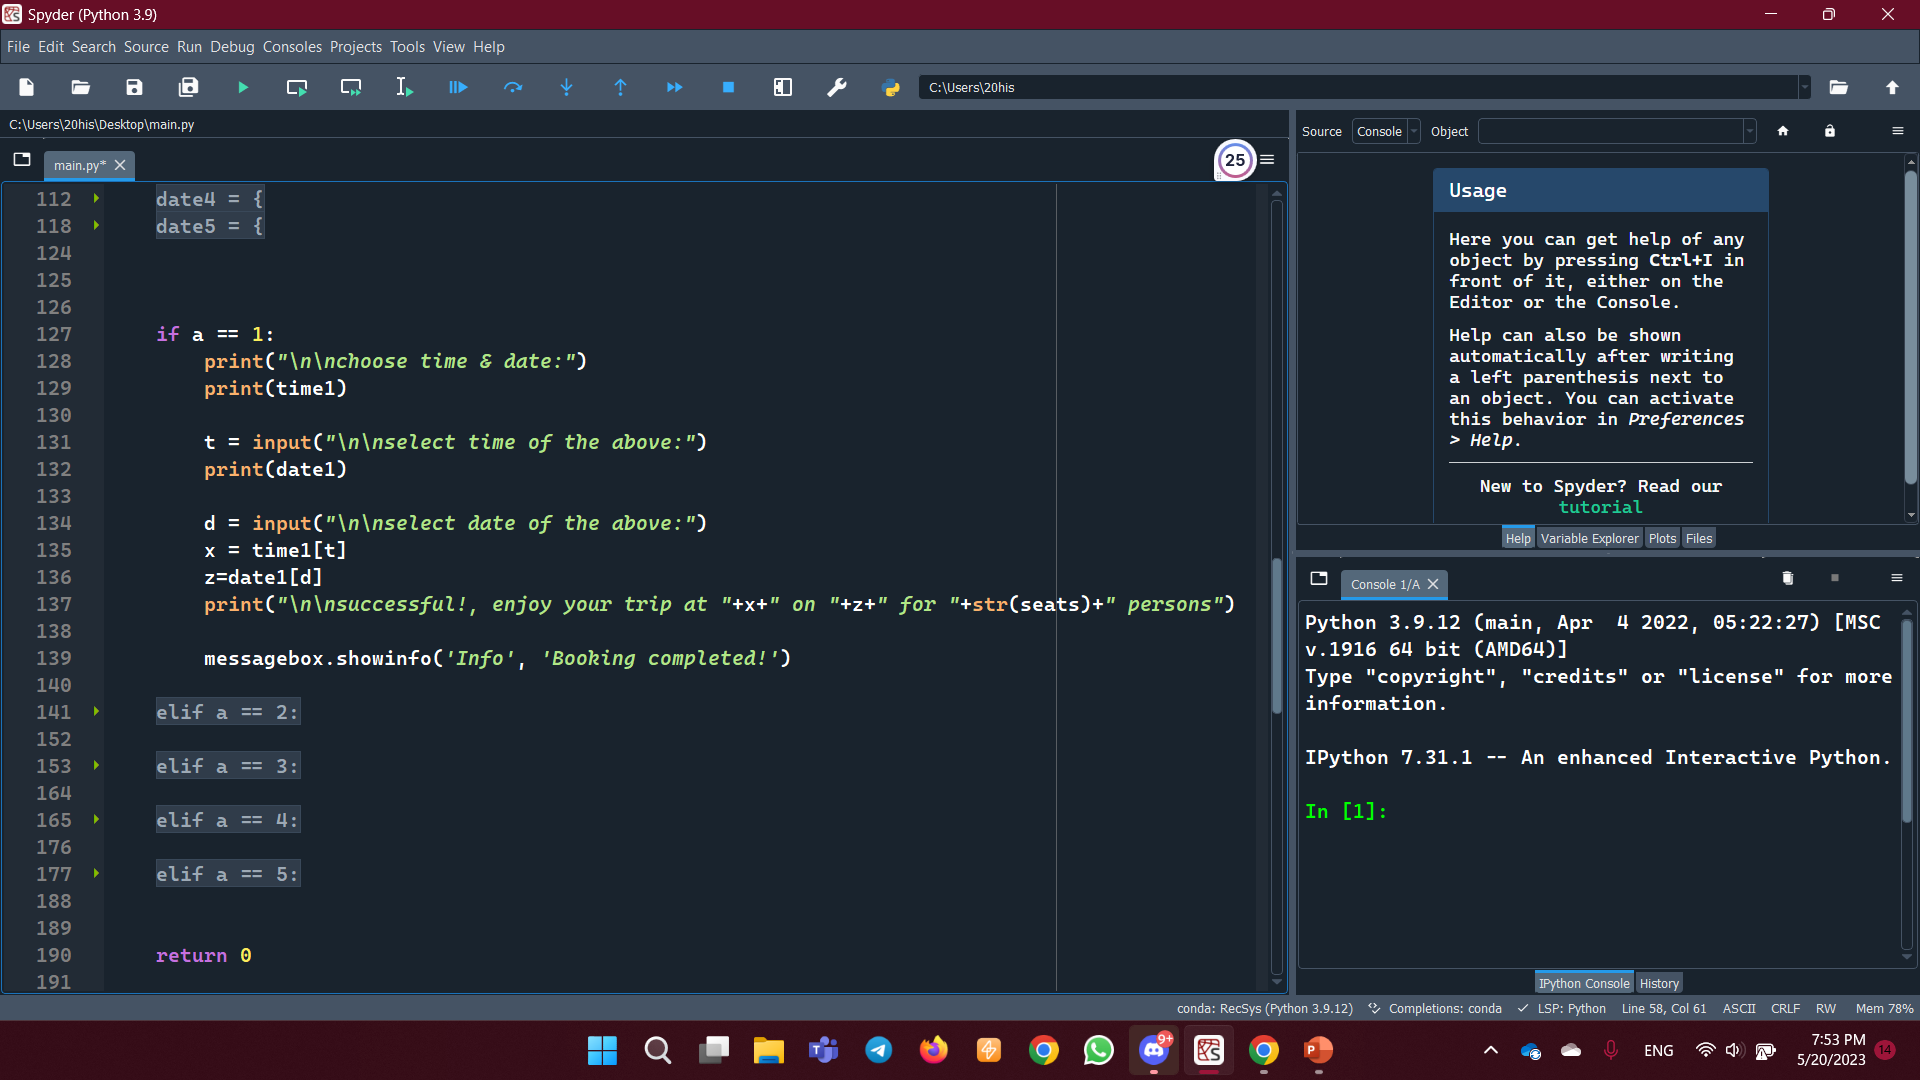 Spyder (Python 3.9)
File Edit Search Source Run Debug Consoles Projects Tools View Help
C:\Users\20his
C:\Users\20his\Desktop\main.py
main.py*
25
112 date4 = {
118 date5 = {
124
125
126
127 if a == 1:
128 print("\n\nchoose time & date:")
129 print(time1)
130
131 t = input("\n\nselect time of the above:")
132 print(date1)
133
134 d = input("\n\nselect date of the above:")
135 x = time1[t]
136 z=date1[d]
137 print("\n\nsuccessful!, enjoy your trip at "+x+" on "+z+" for "+str(seats)+" persons")
138
139 messagebox.showinfo('Info', 'Booking completed!')
140
141 elif a == 2:
152
153 elif a == 3:
164
165 elif a == 4:
176
177 elif a == 5:
188
189
190 return 0
191
Source Console Object
Usage
Here you can get help of any
object by pressing Ctrl+I in
front of it, either on the
Editor or the Console.
Help can also be shown
automatically after writing
a left parenthesis next to
an object. You can activate
this behavior in Preferences
> Help.
New to Spyder? Read our
tutorial
Help Variable Explorer Plots Files
Console 1/A
Python 3.9.12 (main, Apr  4 2022, 05:22:27) [MSC
v.1916 64 bit (AMD64)]
Type "copyright", "credits" or "license" for more
information.
IPython 7.31.1 -- An enhanced Interactive Python.
In [1]:
IPython Console History
conda: RecSys (Python 3.9.12) Completions: conda LSP: Python Line 58, Col 61 ASCII CRLF RW Mem 78%
9+
ENG
7:53 PM
5/20/2023
14